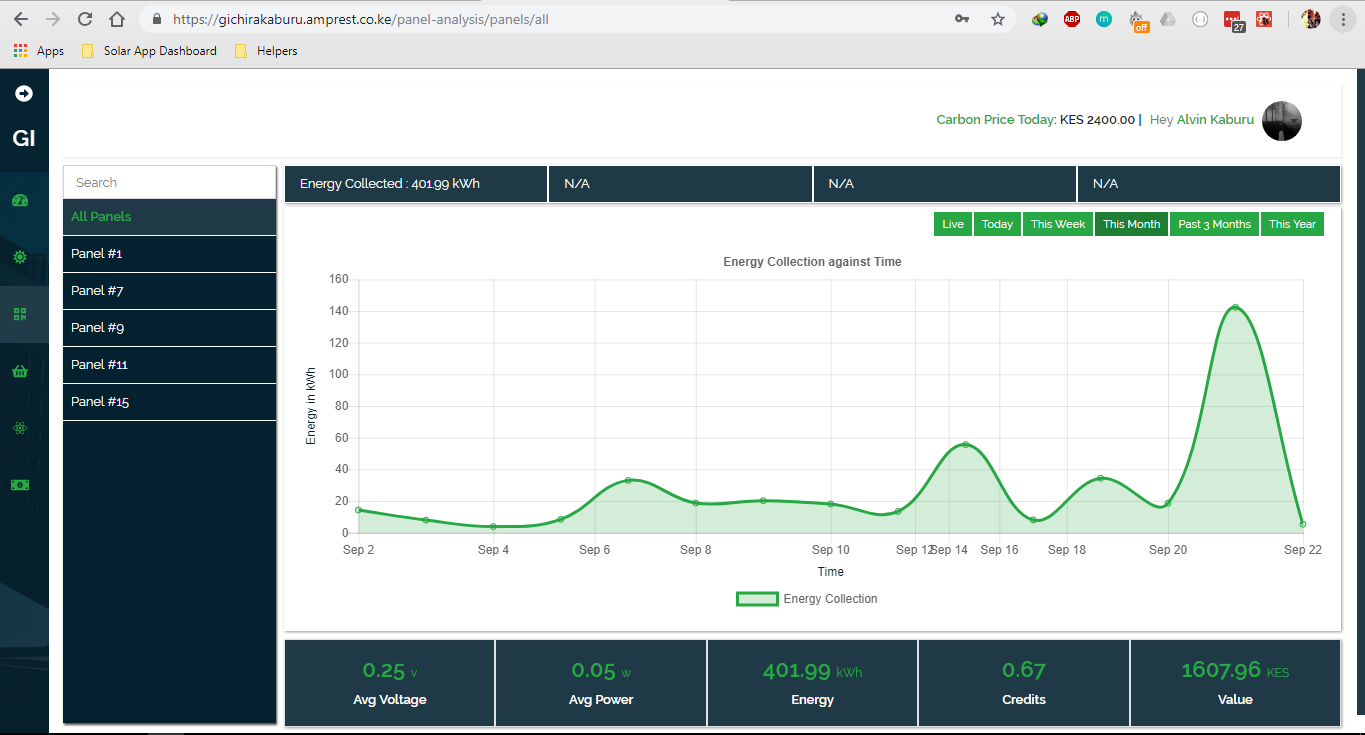 https://gichirakaburu.amprest.co.ke/panel-analysis/panels/all
ABP
m
off
27
Apps
Solar App Dashboard
Helpers
Carbon Price Today: KES 2400.00 | Hey Alvin Kaburu
GI
Search
All Panels
Panel #1
Panel #7
Panel #9
Panel #11
Panel #15
Energy Collected : 401.99 kWh
N/A
N/A
N/A
Live
Today
This Week
This Month
Past 3 Months
This Year
Energy Collection against Time
160
140
120
100
80
60
40
20
0
Energy in kWh
Sep 2
Sep 4
Sep 6
Sep 8
Sep 10
Sep 12
Sep 14
Sep 16
Sep 18
Sep 20
Sep 22
Time
Energy Collection
0.25 v
Avg Voltage
0.05 w
Avg Power
401.99 kWh
Energy
0.67
Credits
1607.96 KES
Value